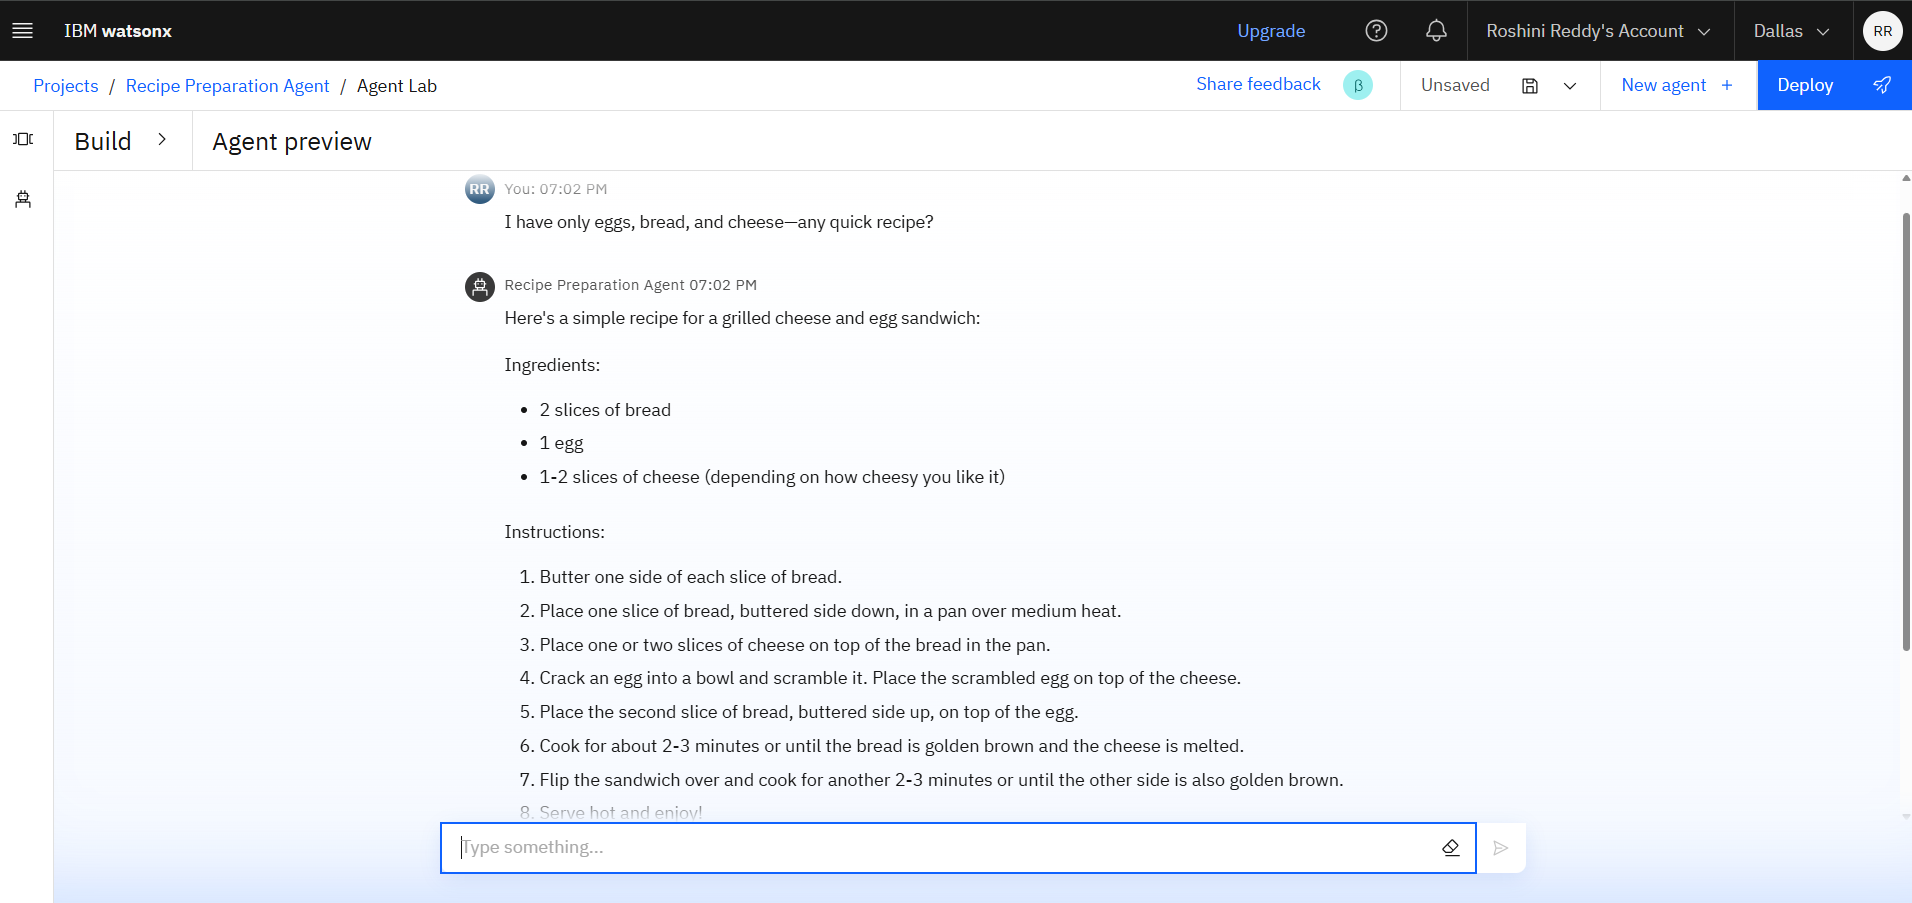 IBM watsonx
Upgrade
Roshini Reddy's Account
Dallas
RR
Projects / Recipe Preparation Agent / Agent Lab
Share feedback
β
Unsaved
New agent +
Deploy
Build
Agent preview
RR
You: 07:02 PM
I have only eggs, bread, and cheese—any quick recipe?
Recipe Preparation Agent 07:02 PM
Here's a simple recipe for a grilled cheese and egg sandwich:
Ingredients:
• 2 slices of bread
• 1 egg
• 1-2 slices of cheese (depending on how cheesy you like it)
Instructions:
1. Butter one side of each slice of bread.
2. Place one slice of bread, buttered side down, in a pan over medium heat.
3. Place one or two slices of cheese on top of the bread in the pan.
4. Crack an egg into a bowl and scramble it. Place the scrambled egg on top of the cheese.
5. Place the second slice of bread, buttered side up, on top of the egg.
6. Cook for about 2-3 minutes or until the bread is golden brown and the cheese is melted.
7. Flip the sandwich over and cook for another 2-3 minutes or until the other side is also golden brown.
8. Serve hot and enjoy!
Type something...